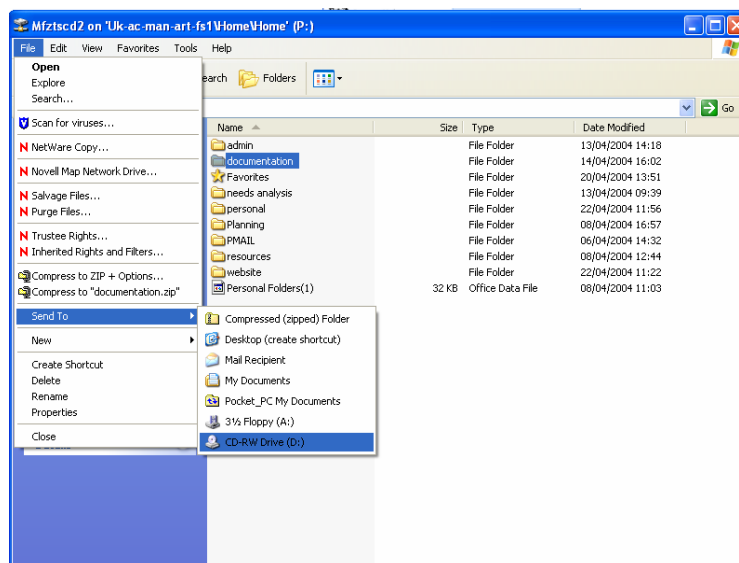 Mfztscd2 on 'Uk-ac-man-art-fs1\Home\Home' (P:)
File Edit View Favorites Tools Help
earch Folders
Go
Open
Explore
Search...
Scan for viruses...
NetWare Copy...
Novell Map Network Drive...
Salvage Files...
Purge Files...
Trustee Rights...
Inherited Rights and Filters...
Compress to ZIP + Options...
Compress to "documentation.zip"
Send To
New
Create Shortcut
Delete
Rename
Properties
Close
Name Size Type Date Modified
admin File Folder 13/04/2004 14:18
documentation File Folder 14/04/2004 16:02
Favorites File Folder 20/04/2004 13:51
needs analysis File Folder 13/04/2004 09:39
personal File Folder 22/04/2004 11:56
Planning File Folder 08/04/2004 16:57
PMAIL File Folder 06/04/2004 14:32
resources File Folder 08/04/2004 12:44
website File Folder 22/04/2004 11:22
Personal Folders(1) 32 KB Office Data File 08/04/2004 11:03
Compressed (zipped) Folder
Desktop (create shortcut)
Mail Recipient
My Documents
Pocket_PC My Documents
3½ Floppy (A:)
CD-RW Drive (D:)